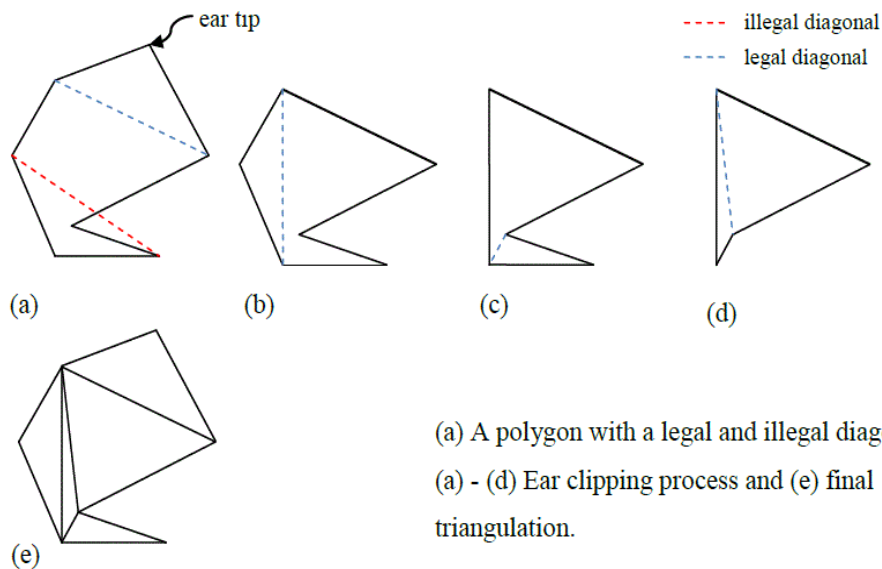 ear tip
illegal diagonal
legal diagonal
(a)
(b)
(c)
(d)
(e)
(a) A polygon with a legal and illegal diag
(a) - (d) Ear clipping process and (e) final
triangulation.